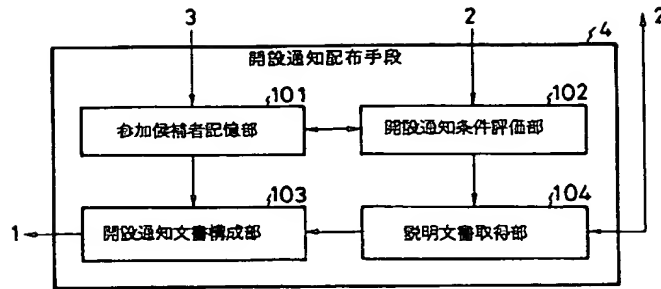 3
2
2
4
開設通知配布手段
101
102
参加候補者記憶部
開設通知条件評価部
103
104
開設通知文書構成部
説明文書取得部
1